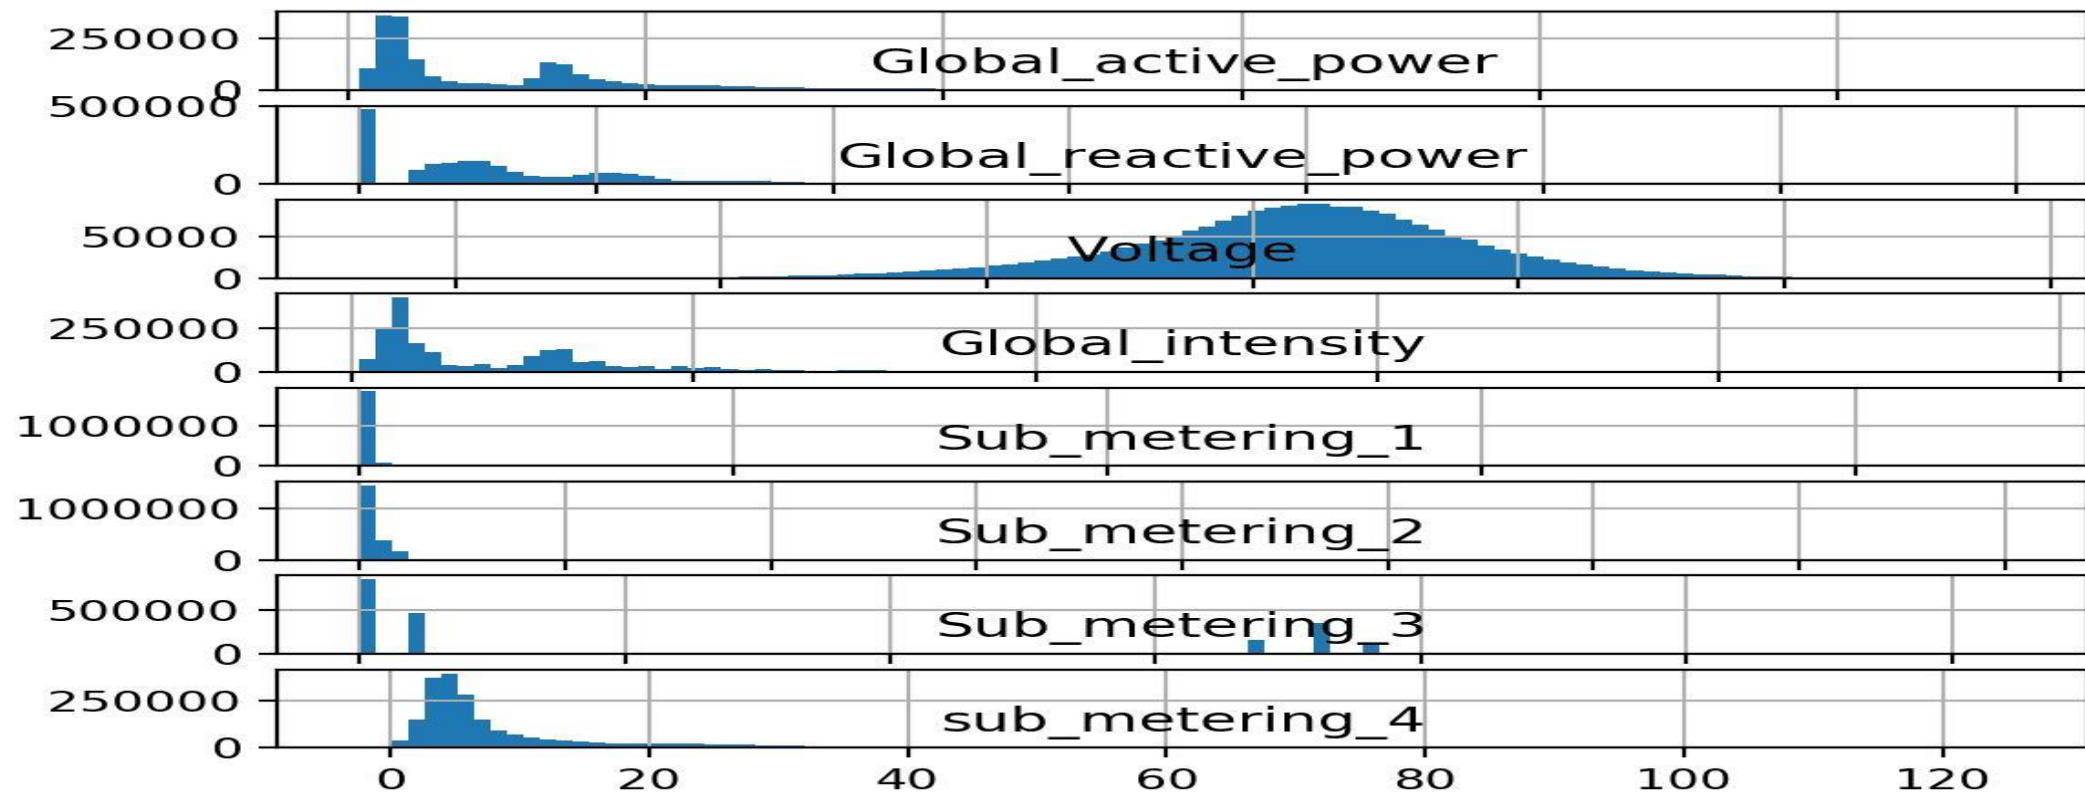 250000
Global_active_power
0
500000
Global_reactive_power
0
50000
Voltage
0
250000
Global_intensity
0
1000000
Sub_metering_1
0
1000000
Sub_metering_2
0
500000
Sub_metering_3
0
250000
sub_metering_4
0
0 20 40 60 80 100 120